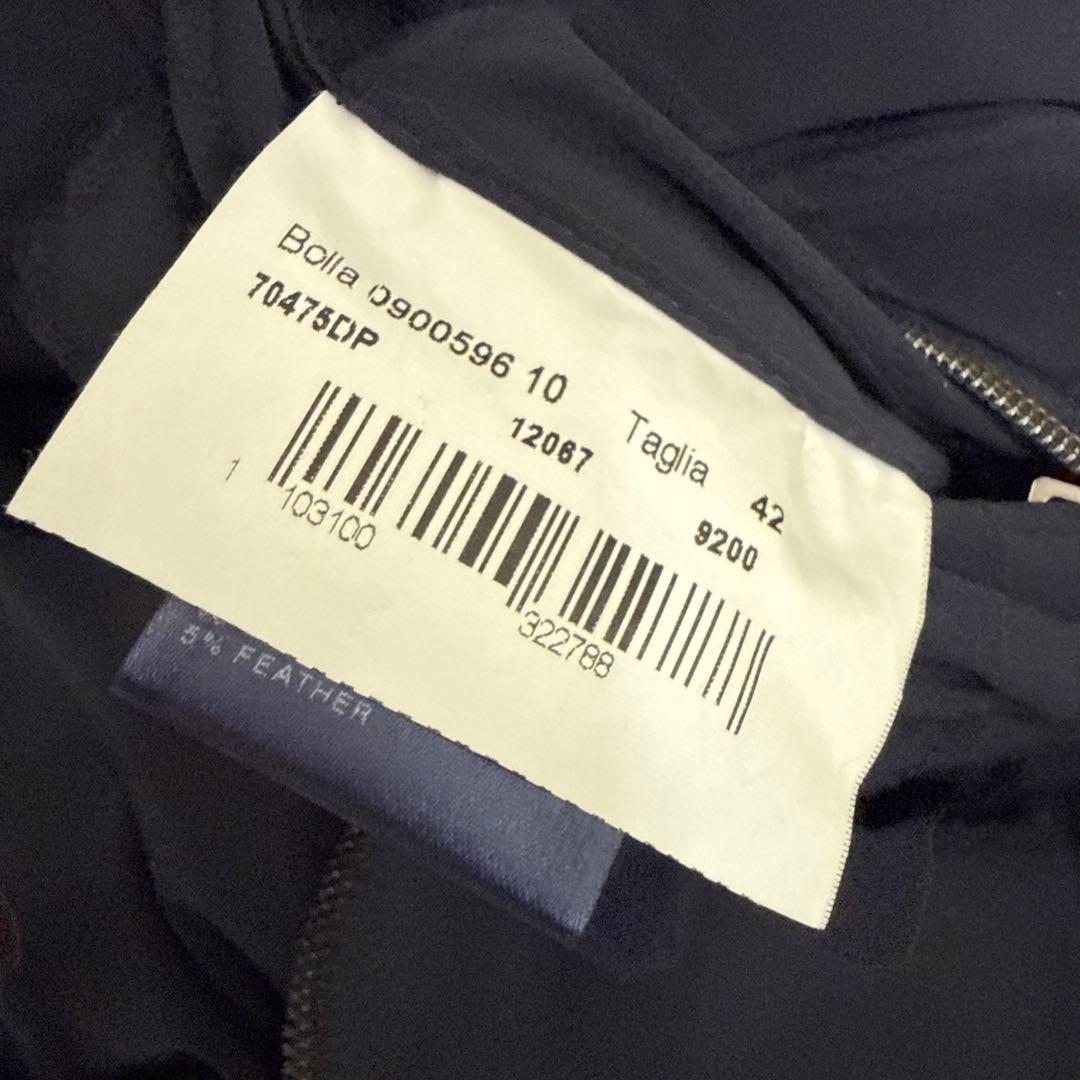 Bolla 0900596 10 Taglia 42
70475DP 12067 9200
1 103100 322788
5% FEATHER